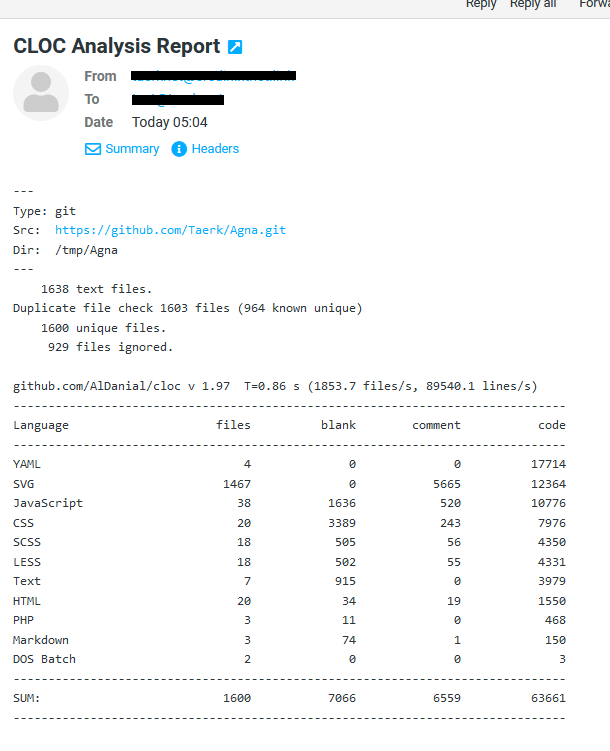 Reply Reply all
CLOC Analysis Report
From
To
Date Today 05:04
Summary Headers
---
Type: git
Src: https://github.com/Taerk/Agna.git
Dir: /tmp/Agna
---
1638 text files.
Duplicate file check 1603 files (964 known unique)
1600 unique files.
929 files ignored.
github.com/AlDanial/cloc v 1.97 T=0.86 s (1853.7 files/s, 89540.1 lines/s)
-------------------------------------------------------------------------------
Language files blank comment code
-------------------------------------------------------------------------------
YAML 4 0 0 17714
SVG 1467 0 5665 12364
JavaScript 38 1636 520 10776
CSS 20 3389 243 7976
SCSS 18 505 56 4350
LESS 18 502 55 4331
Text 7 915 0 3979
HTML 20 34 19 1550
PHP 3 11 0 468
Markdown 3 74 1 150
DOS Batch 2 0 0 3
-------------------------------------------------------------------------------
SUM: 1600 7066 6559 63661
-------------------------------------------------------------------------------